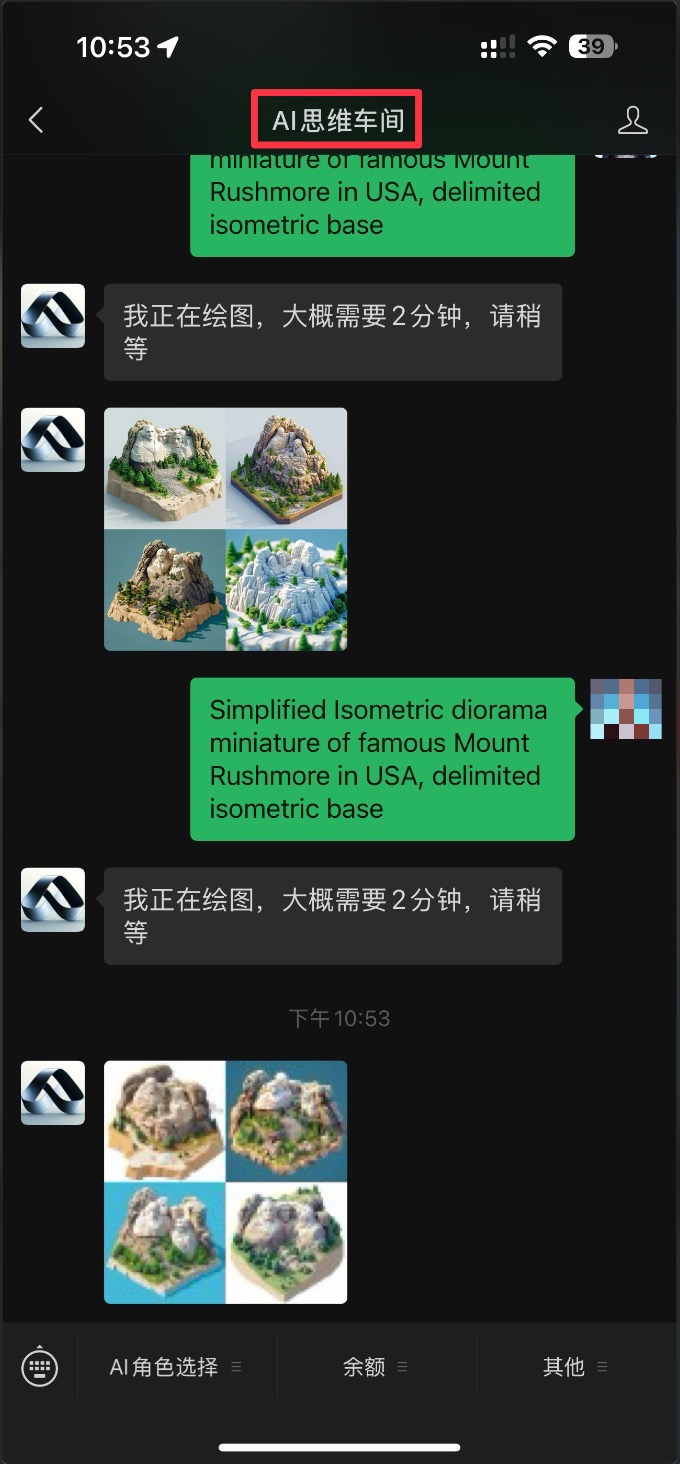 10:53
39
AI思维车间
miniature of famous Mount
Rushmore in USA, delimited
isometric base
我正在绘图，大概需要2分钟，请稍
等
Simplified Isometric diorama
miniature of famous Mount
Rushmore in USA, delimited
isometric base
我正在绘图，大概需要2分钟，请稍
等
下午10:53
AI角色选择
余额
其他